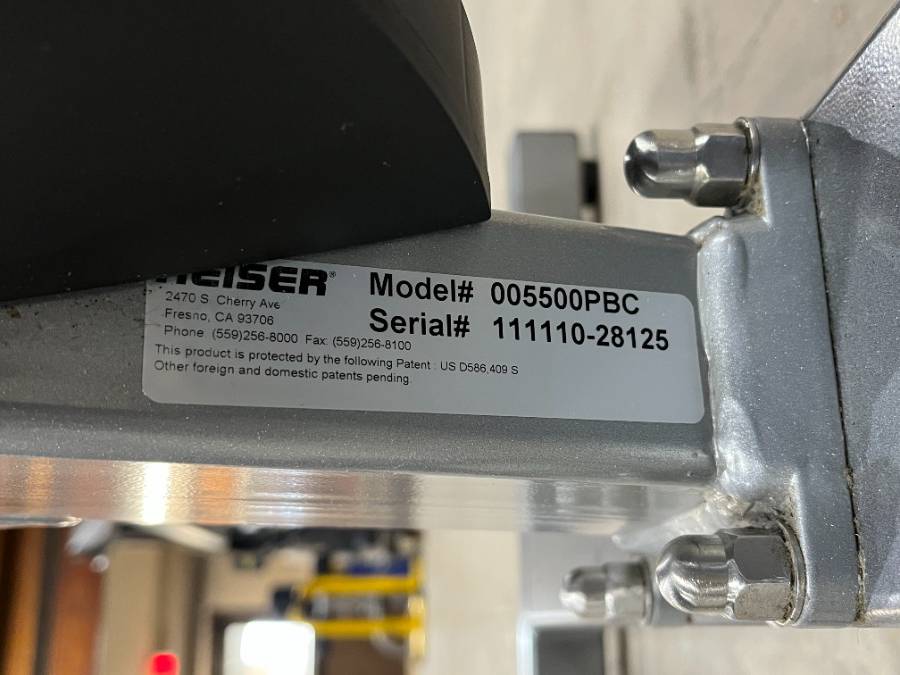 KEISER®
2470 S Cherry Ave
Fresno, CA 93706
Phone (559)256-8000 Fax: (559)256-8100
Model# 005500PBC
Serial# 111110-28125
This product is protected by the following Patent : US D586,409 S
Other foreign and domestic patents pending.